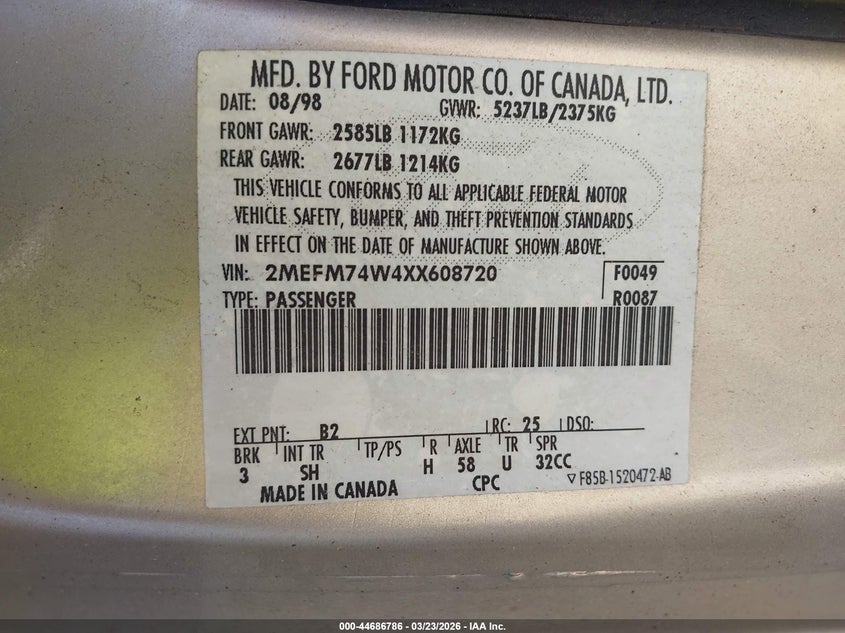 MFD. BY FORD MOTOR CO. OF CANADA, LTD.
DATE: 08/98 GVWR: 5237LB/2375KG
FRONT GAWR: 2585LB 1172KG
REAR GAWR: 2677LB 1214KG
THIS VEHICLE CONFORMS TO ALL APPLICABLE FEDERAL MOTOR
VEHICLE SAFETY, BUMPER, AND THEFT PREVENTION STANDARDS
IN EFFECT ON THE DATE OF MANUFACTURE SHOWN ABOVE.
VIN: 2MEFM74W4XX608720 F0049
TYPE: PASSENGER R0087
EXT PNT: B2 RC: 25 DSO:
BRK INT TR TP/PS R AXLE TR SPR
3 SH H 58 U 32CC
MADE IN CANADA CPC F85B-1520472-AB
000-44686786 - 03/23/2026 - IAA Inc.